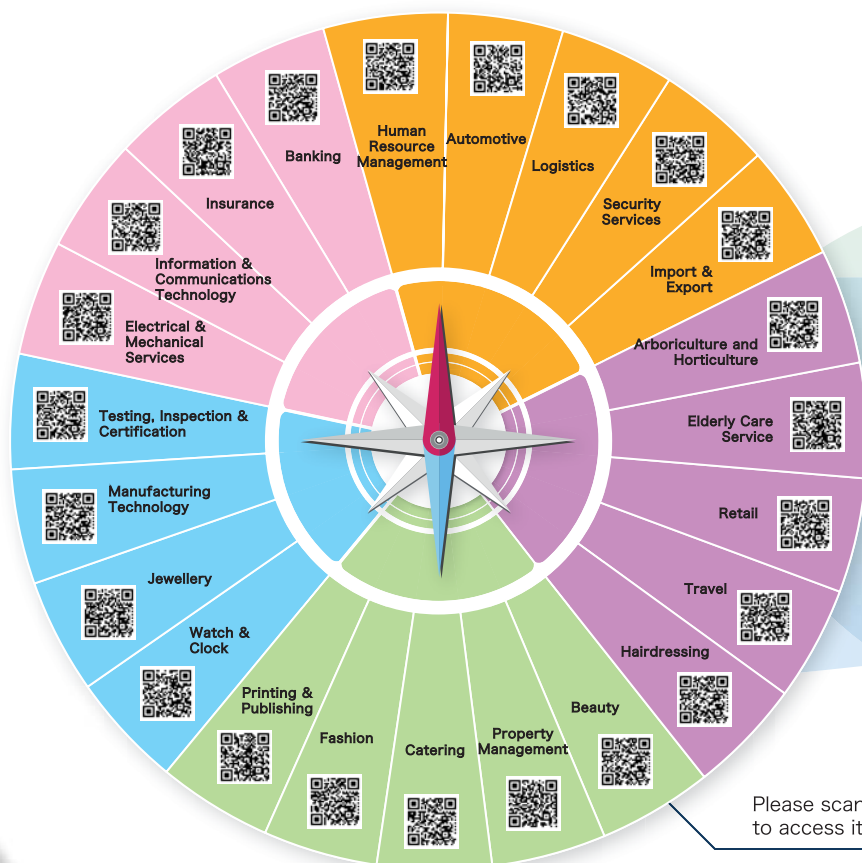 Human
Resource
Management
Automotive
Logistics
Security
Services
Import &
Export
Arboriculture and
Horticulture
Elderly Care
Service
Retail
Travel
Hairdressing
Beauty
Property
Management
Catering
Fashion
Printing &
Publishing
Watch &
Clock
Jewellery
Manufacturing
Technology
Testing, Inspection &
Certification
Electrical &
Mechanical
Services
Information &
Communications
Technology
Insurance
Banking
Please scan
to access it